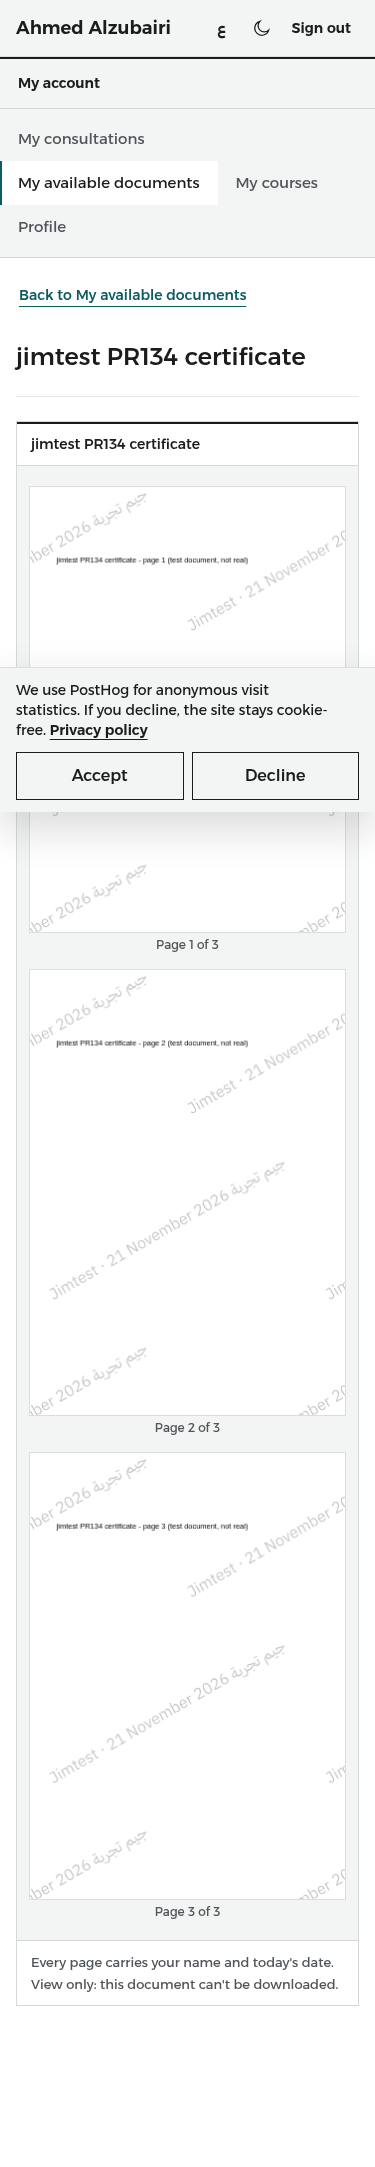 Ahmed Alzubairi
ع
Sign out
My account
My consultations
My available documents
My courses
Profile
Back to My available documents
jimtest PR134 certificate
jimtest PR134 certificate
2026 جيم تجربة
Jimtest · 21 November 20
jimtest PR134 certificate - page 1 (test document, not real)
We use PostHog for anonymous visit
statistics. If you decline, the site stays cookie-
free. Privacy policy
Accept
Decline
2026 جيم تجربة
Page 1 of 3
2026 جيم تجربة
Jimtest · 21 November 20
jimtest PR134 certificate - page 2 (test document, not real)
Jimtest · 21 November 2026 جيم تجربة
2026 جيم تجربة
Page 2 of 3
2026 جيم تجربة
Jimtest · 21 November 20
jimtest PR134 certificate - page 3 (test document, not real)
Jimtest · 21 November 2026 جيم تجربة
2026 جيم تجربة
Page 3 of 3
Every page carries your name and today's date.
View only: this document can't be downloaded.